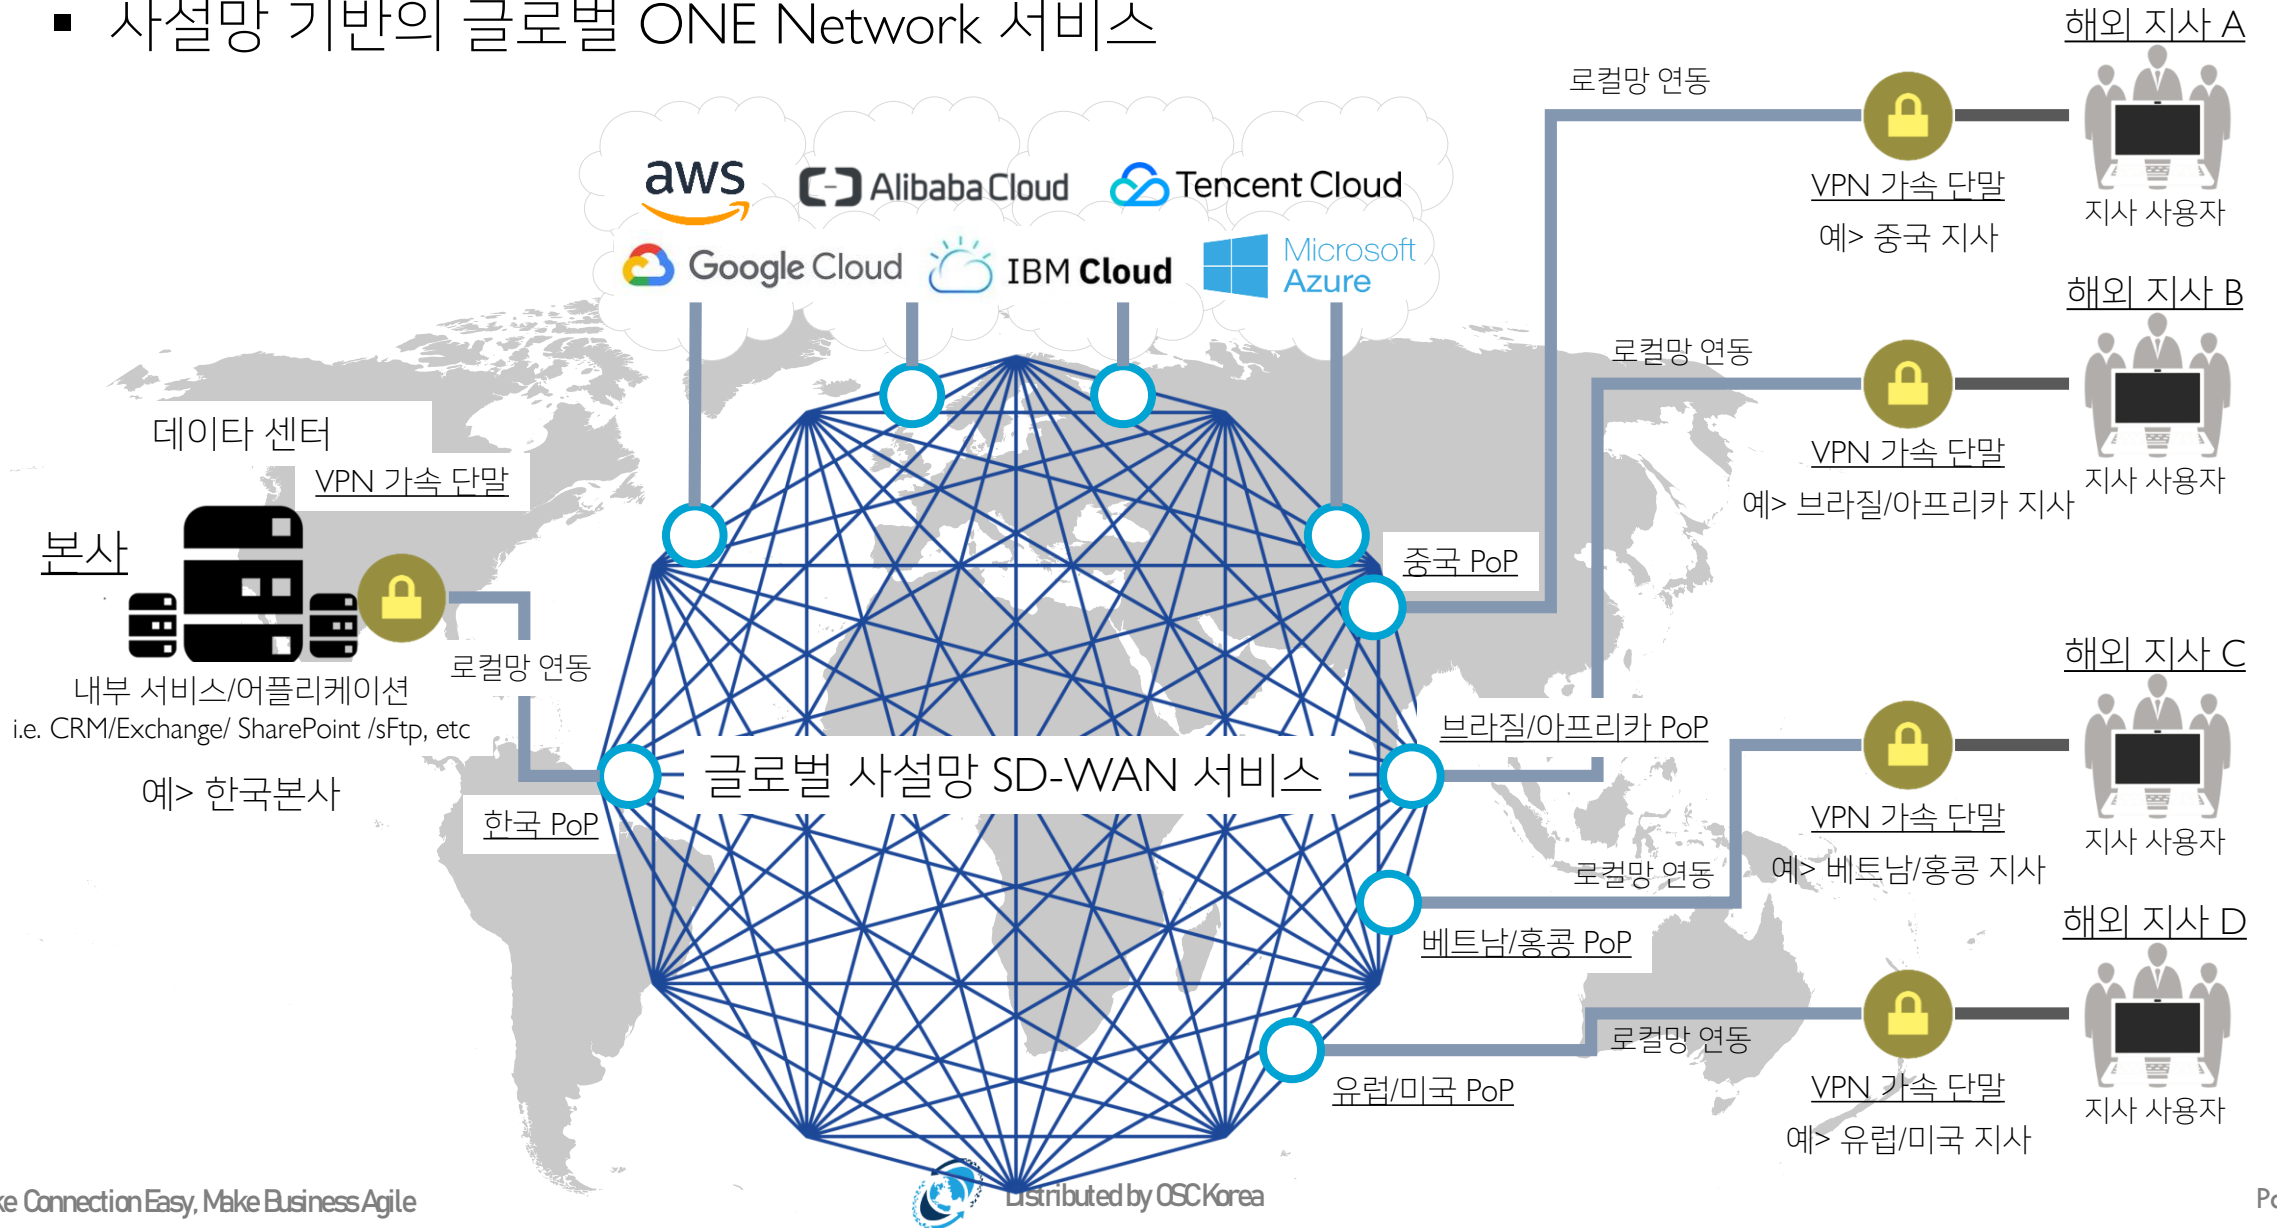 ▪ 사설망 기반의 글로벌 ONE Network 서비스
aws
Alibaba Cloud
Tencent Cloud
Google Cloud
IBM Cloud
Microsoft
Azure
데이타 센터
VPN 가속 단말
본사
로컬망 연동
내부 서비스/어플리케이션
i.e. CRM/Exchange/ SharePoint /sFtp, etc
예> 한국본사
한국 PoP
글로벌 사설망 SD-WAN 서비스
중국 PoP
브라질/아프리카 PoP
베트남/홍콩 PoP
유럽/미국 PoP
해외 지사 A
로컬망 연동
VPN 가속 단말
예> 중국 지사
지사 사용자
해외 지사 B
로컬망 연동
VPN 가속 단말
예> 브라질/아프리카 지사
지사 사용자
해외 지사 C
로컬망 연동
VPN 가속 단말
예> 베트남/홍콩 지사
지사 사용자
해외 지사 D
로컬망 연동
VPN 가속 단말
예> 유럽/미국 지사
지사 사용자
Connection Easy, Make Business Agile
Distributed by OSC Korea